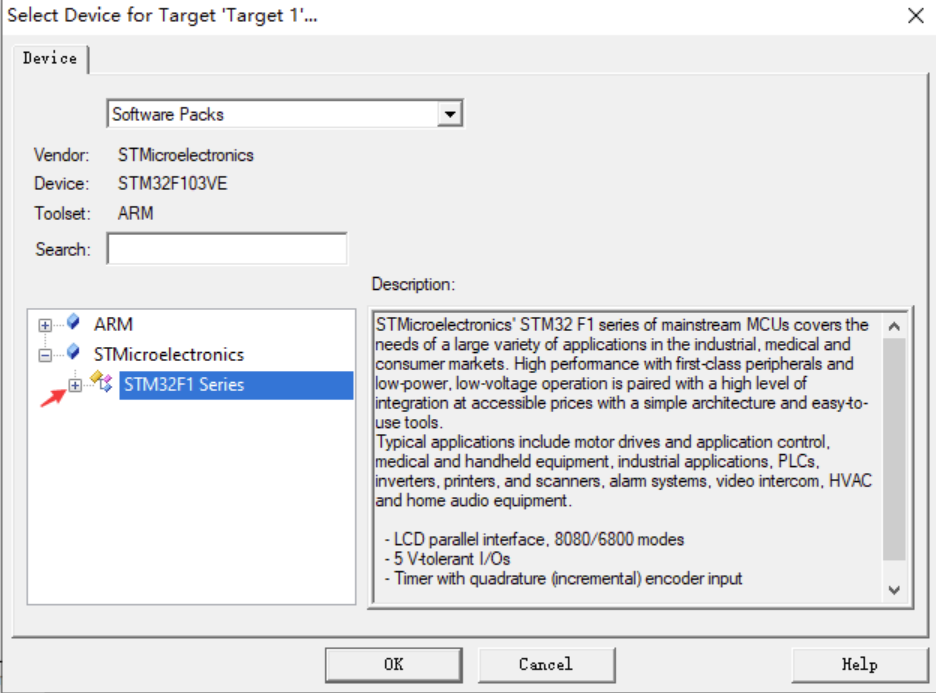 Select Device for Target 'Target 1'...
Device
Software Packs
Vendor: STMicroelectronics
Device: STM32F103VE
Toolset: ARM
Search:
Description:
ARM
STMicroelectronics
STM32F1 Series
STMicroelectronics' STM32 F1 series of mainstream MCUs covers the
needs of a large variety of applications in the industrial, medical and
consumer markets. High performance with first-class peripherals and
low-power, low-voltage operation is paired with a high level of
integration at accessible prices with a simple architecture and easy-to-
use tools.
Typical applications include motor drives and application control,
medical and handheld equipment, industrial applications, PLCs,
inverters, printers, and scanners, alarm systems, video intercom, HVAC
and home audio equipment.
- LCD parallel interface, 8080/6800 modes
- 5 V-tolerant I/Os
- Timer with quadrature (incremental) encoder input
OK
Cancel
Help